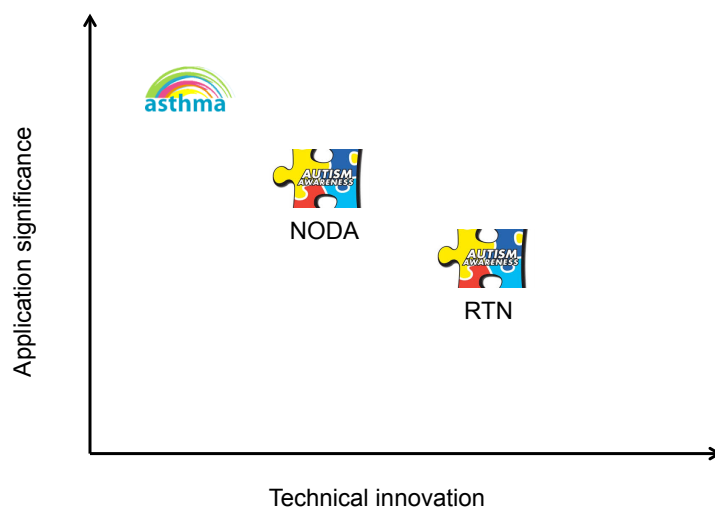 asthma
AUTISM
AWARENESS
NODA
AUTISM
AWARENESS
RTN
Application significance
Technical innovation